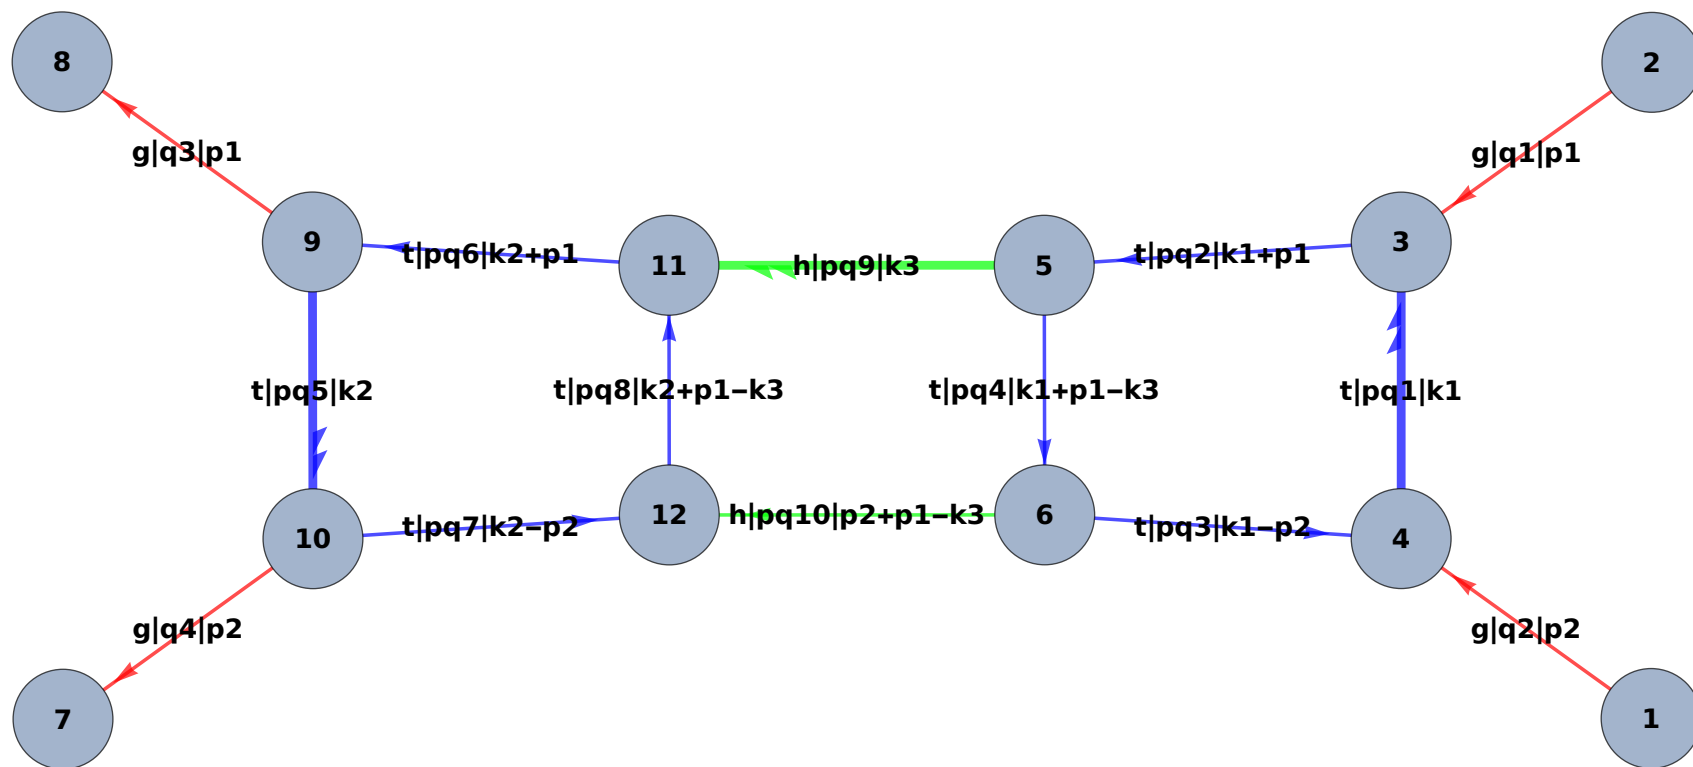 8
2
g|q3|p1
g|q1|p1
9
t|pq6|k2+p1
11
h|pq9|k3
5
t|pq2|k1+p1
3
t|pq5|k2
t|pq8|k2+p1−k3
t|pq4|k1+p1−k3
t|pq1|k1
10
t|pq7|k2−p2
12
h|pq10|p2+p1−k3
6
t|pq3|k1−p2
4
g|q4|p2
g|q2|p2
7
1